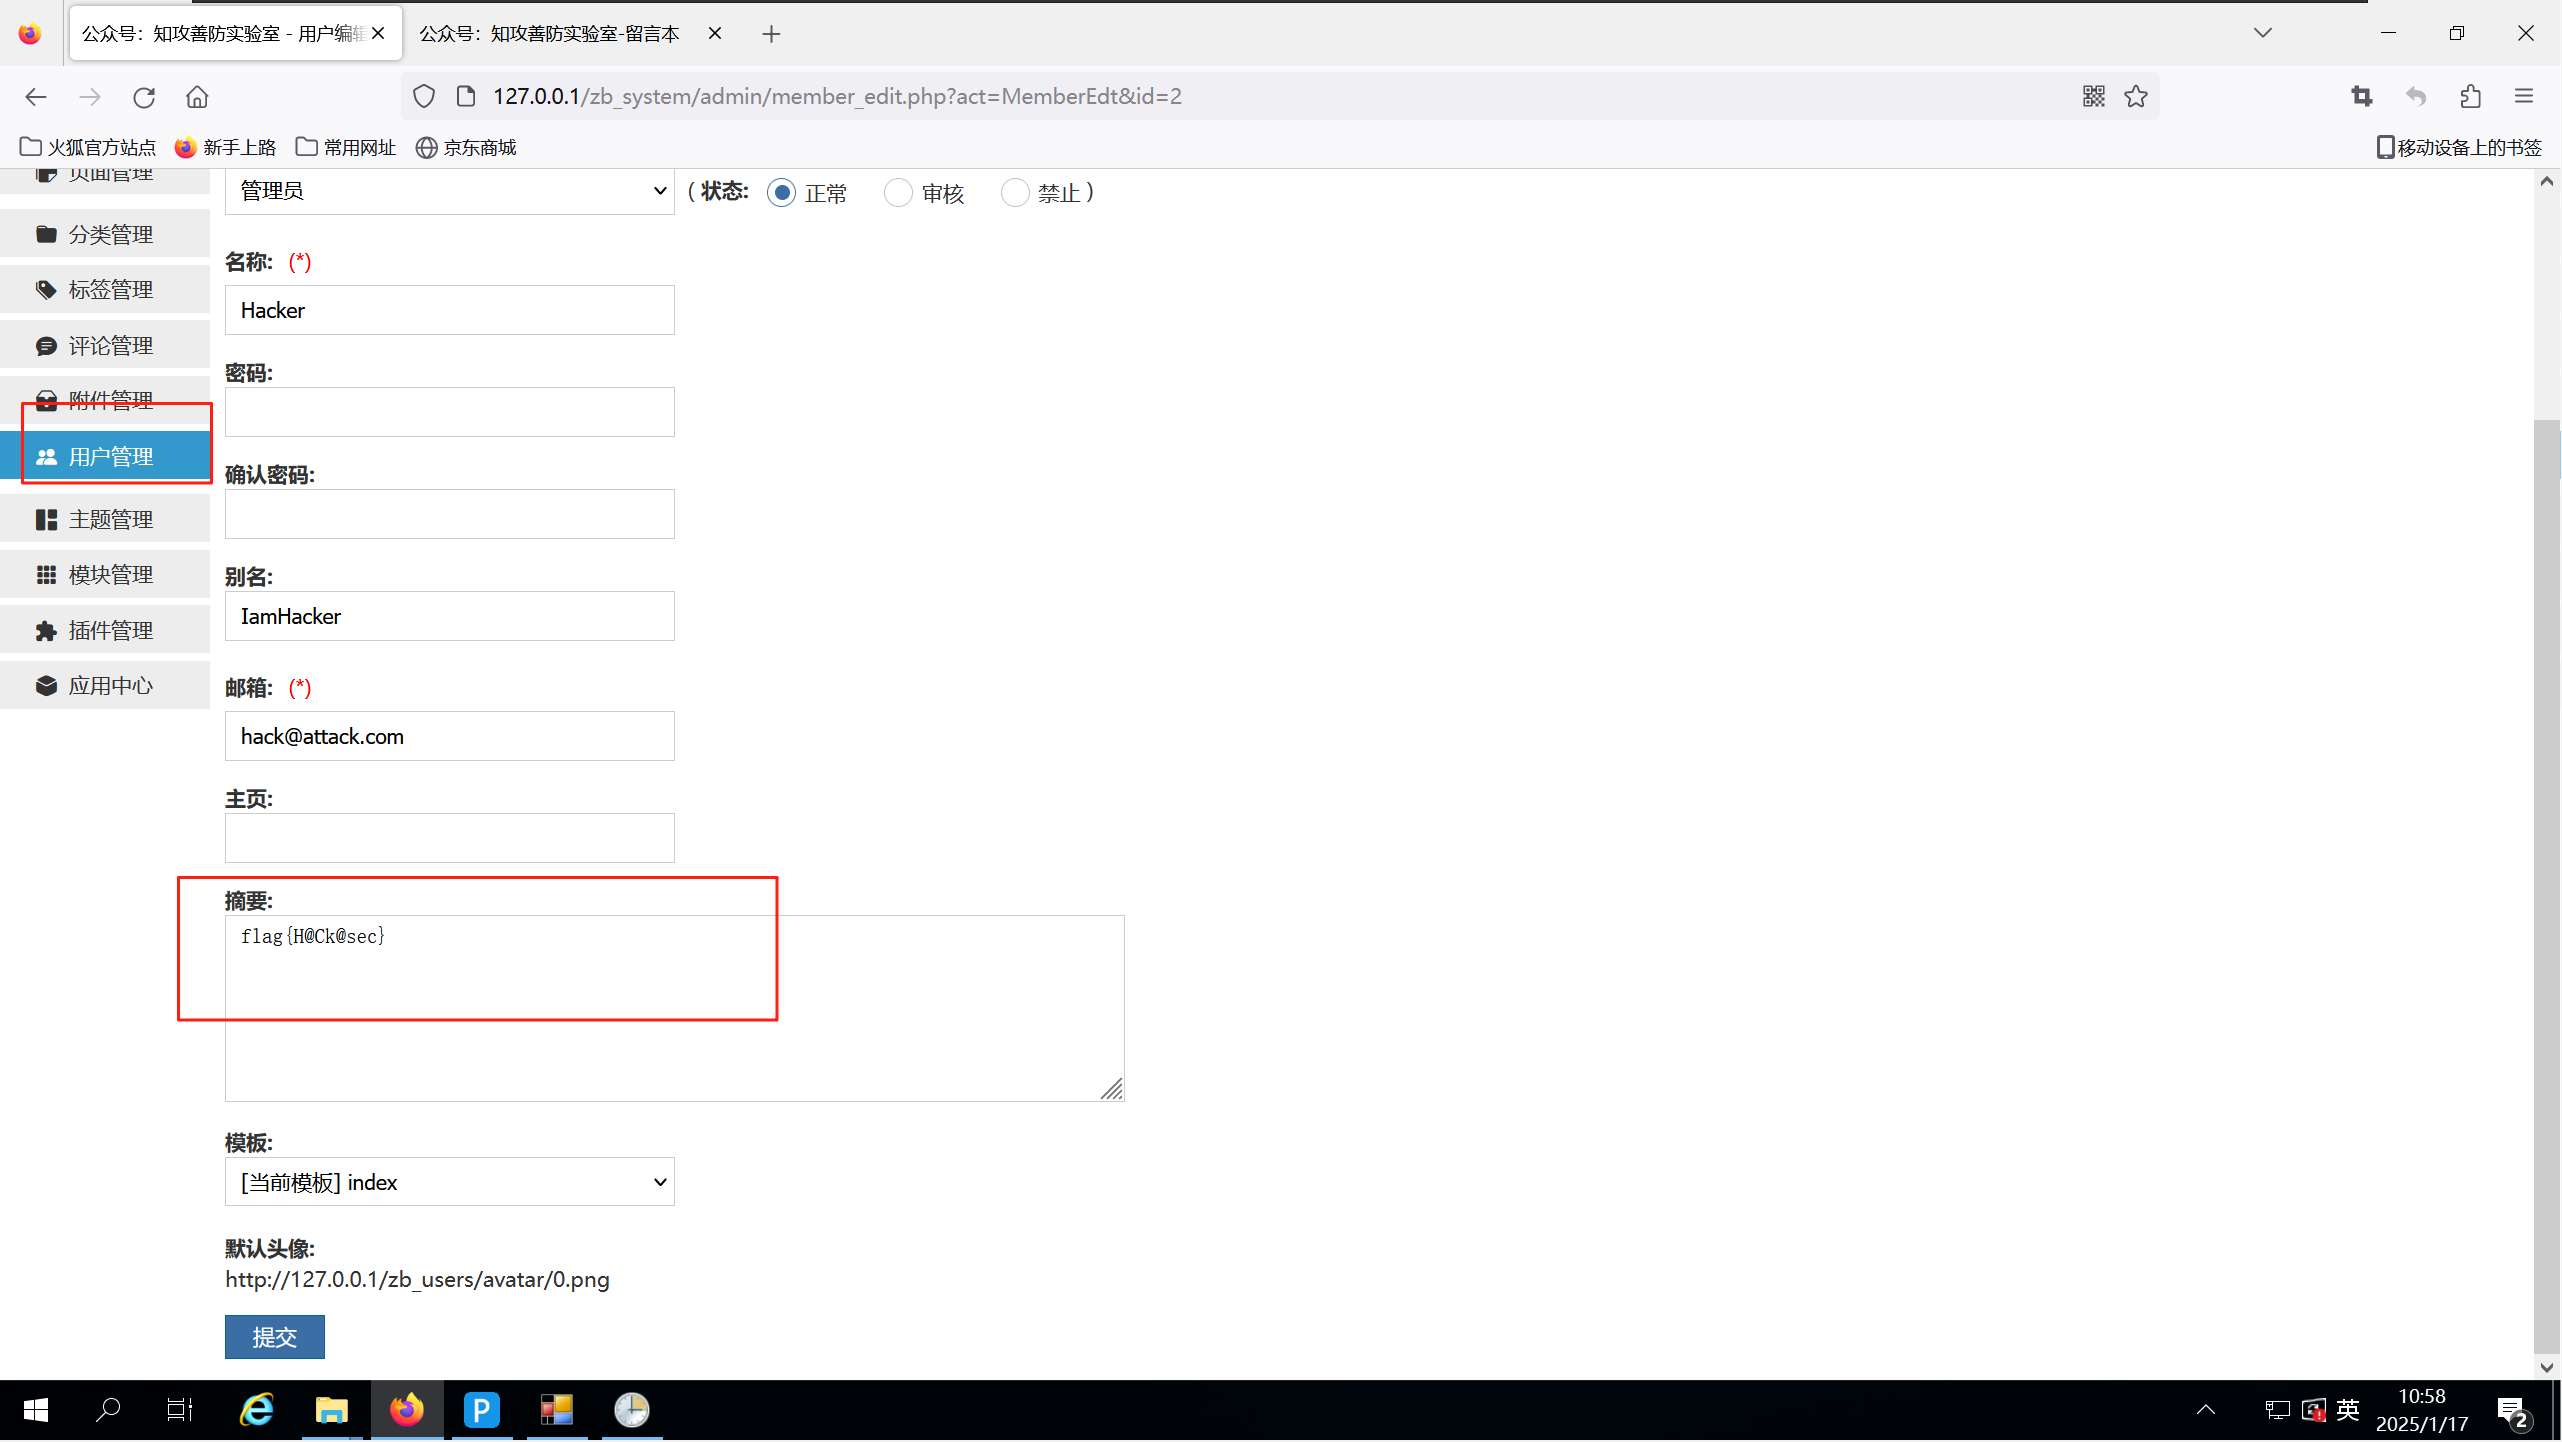 公众号：知攻善防实验室 - 用户编辑
公众号：知攻善防实验室-留言本
127.0.0.1/zb_system/admin/member_edit.php?act=MemberEdt&id=2
火狐官方站点
新手上路
常用网址
京东商城
移动设备上的书签
页面管理
分类管理
标签管理
评论管理
附件管理
用户管理
主题管理
模块管理
插件管理
应用中心
管理员
( 状态: 正常 审核 禁止 )
名称: (*)
Hacker
密码:
确认密码:
别名:
IamHacker
邮箱: (*)
hack@attack.com
主页:
摘要:
flag{H@Ck@sec}
模板:
[当前模板] index
默认头像:
http://127.0.0.1/zb_users/avatar/0.png
提交
P
英
10:58
2025/1/17
2